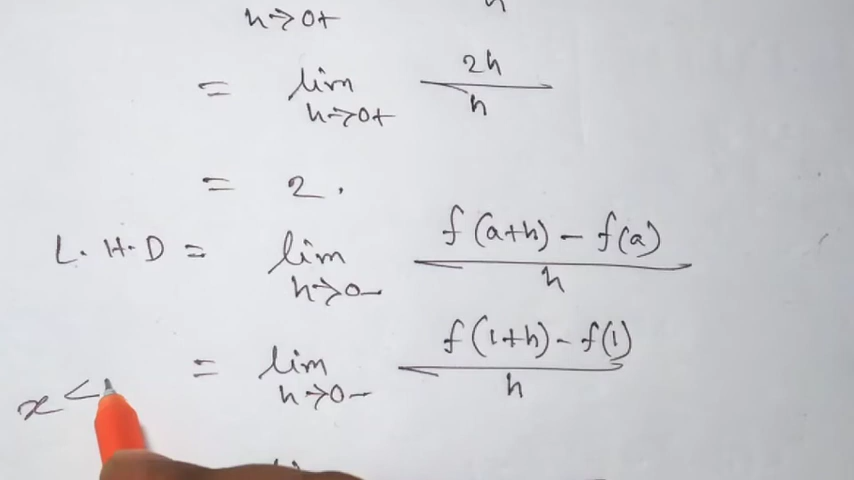 h→0+ h
= lim h→0+ 2h/h
= 2.
L.H.D = lim h→0- f(a+h) - f(a)/h
= lim h→0- f(1+h) - f(1)/h
x <